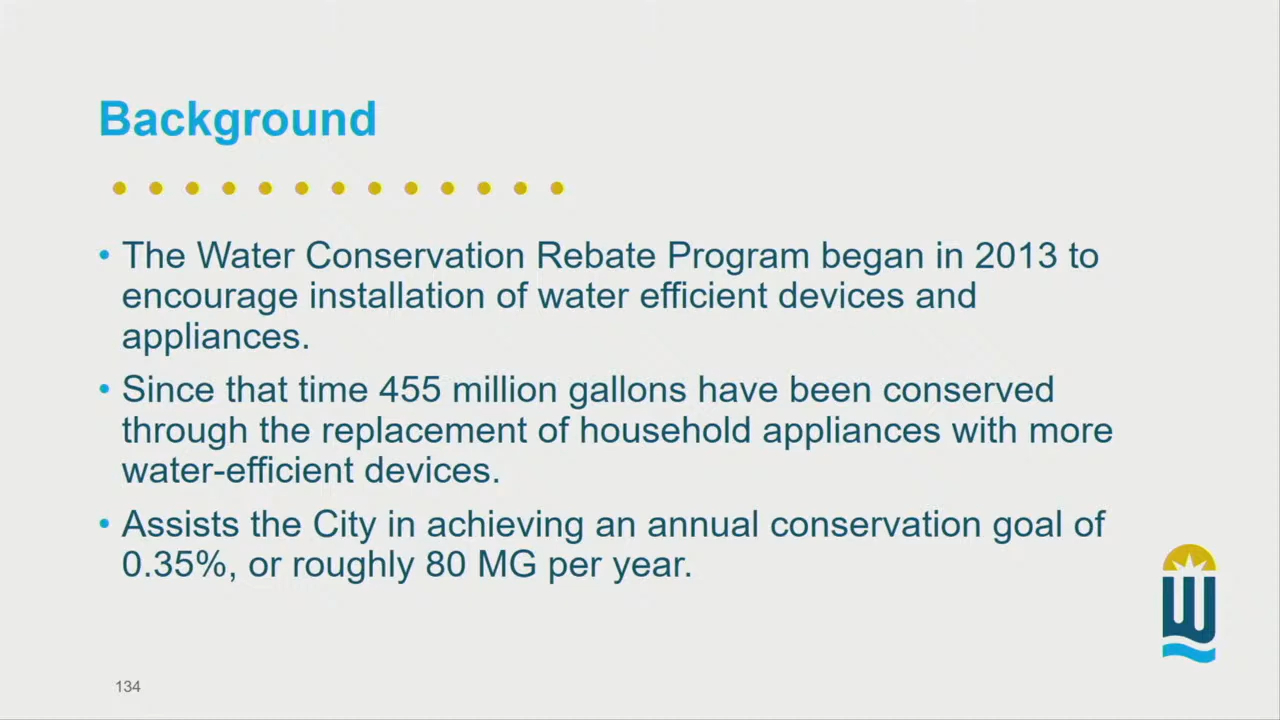 Background
• The Water Conservation Rebate Program began in 2013 to
encourage installation of water efficient devices and
appliances.
• Since that time 455 million gallons have been conserved
through the replacement of household appliances with more
water-efficient devices.
• Assists the City in achieving an annual conservation goal of
0.35%, or roughly 80 MG per year.
W
134